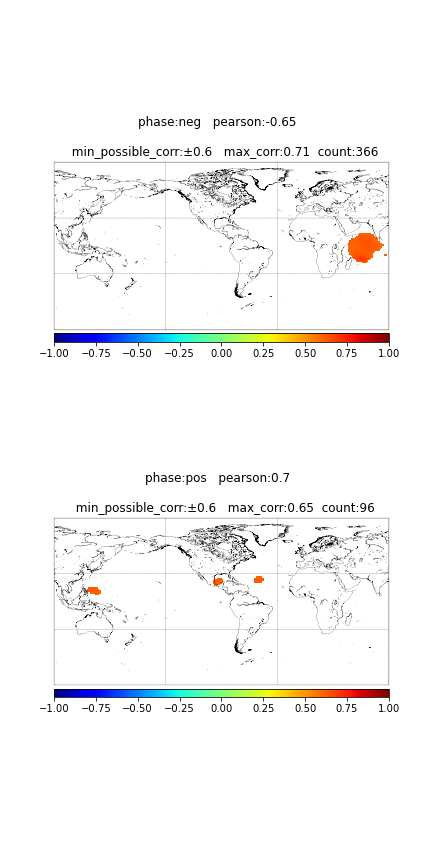 phase:neg   pearson:-0.65
min_possible_corr:±0.6   max_corr:0.71  count:366
−1.00 −0.75 −0.50 −0.25 0.00 0.25 0.50 0.75 1.00
phase:pos   pearson:0.7
min_possible_corr:±0.6   max_corr:0.65  count:96
−1.00 −0.75 −0.50 −0.25 0.00 0.25 0.50 0.75 1.00